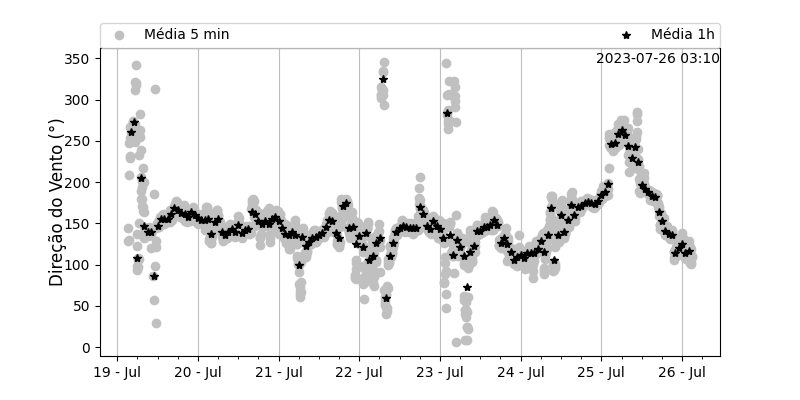 Média 5 min
Média 1h
2023-07-26 03:10
Direção do Vento (°)
350
300
250
200
150
100
50
0
19 - Jul
20 - Jul
21 - Jul
22 - Jul
23 - Jul
24 - Jul
25 - Jul
26 - Jul